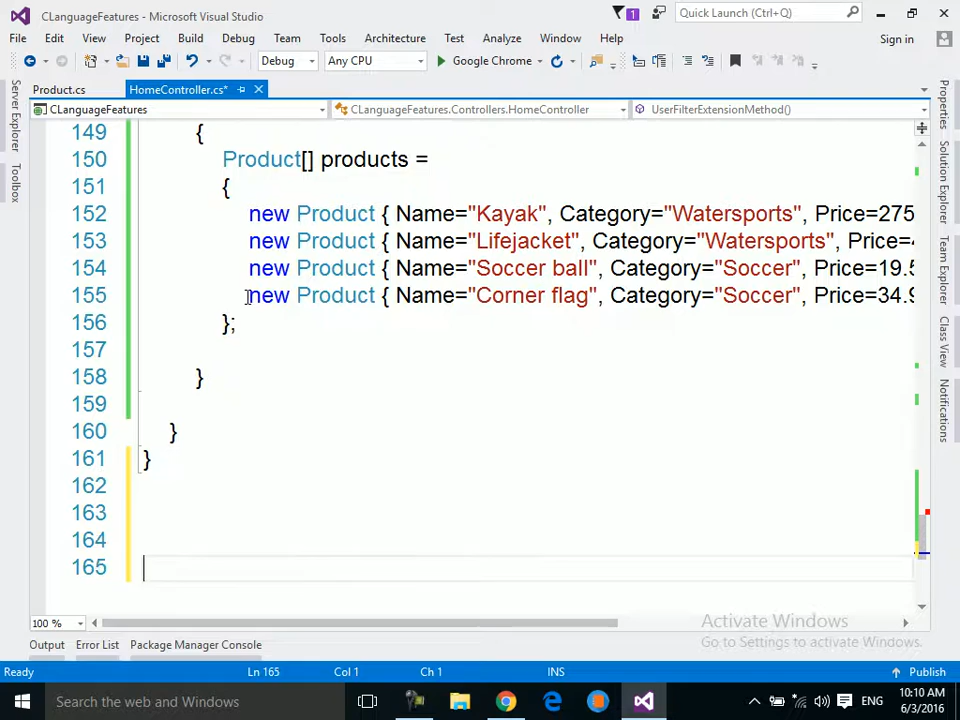 CLanguageFeatures - Microsoft Visual Studio
1
Quick Launch (Ctrl+Q)
File Edit View Project Build Debug Team Tools Architecture Test Analyze Window Help
Sign in
Debug Any CPU Google Chrome
Product.cs HomeController.cs*
CLanguageFeatures CLanguageFeatures.Controllers.HomeController UserFilterExtensionMethod()
Server Explorer
Toolbox
149 {
150 Product[] products =
151 {
152 new Product { Name="Kayak", Category="Watersports", Price=275
153 new Product { Name="Lifejacket", Category="Watersports", Price=4
154 new Product { Name="Soccer ball", Category="Soccer", Price=19.5
155 new Product { Name="Corner flag", Category="Soccer", Price=34.9
156 };
157
158 }
159
160 }
161 }
162
163
164
165
Properties
Solution Explorer
Team Explorer
Class View
Notifications
100 %
Activate Windows
Go to Settings to activate Windows.
Output Error List Package Manager Console
Ready Ln 165 Col 1 Ch 1 INS Publish
Search the web and Windows
ENG
10:10 AM
6/3/2016